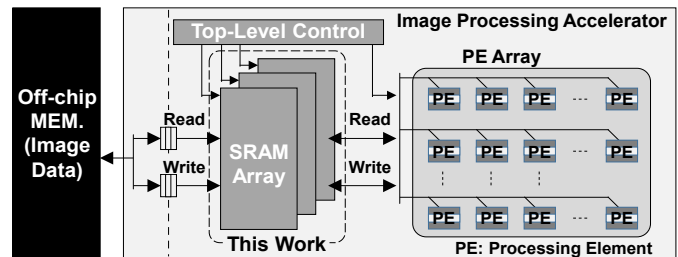 Image Processing Accelerator
Top-Level Control
PE Array
Off-chip
MEM.
(Image
Data)
Read
Write
SRAM
Array
Read
Write
PE PE PE PE
PE PE PE PE
PE PE PE PE
This Work
PE: Processing Element